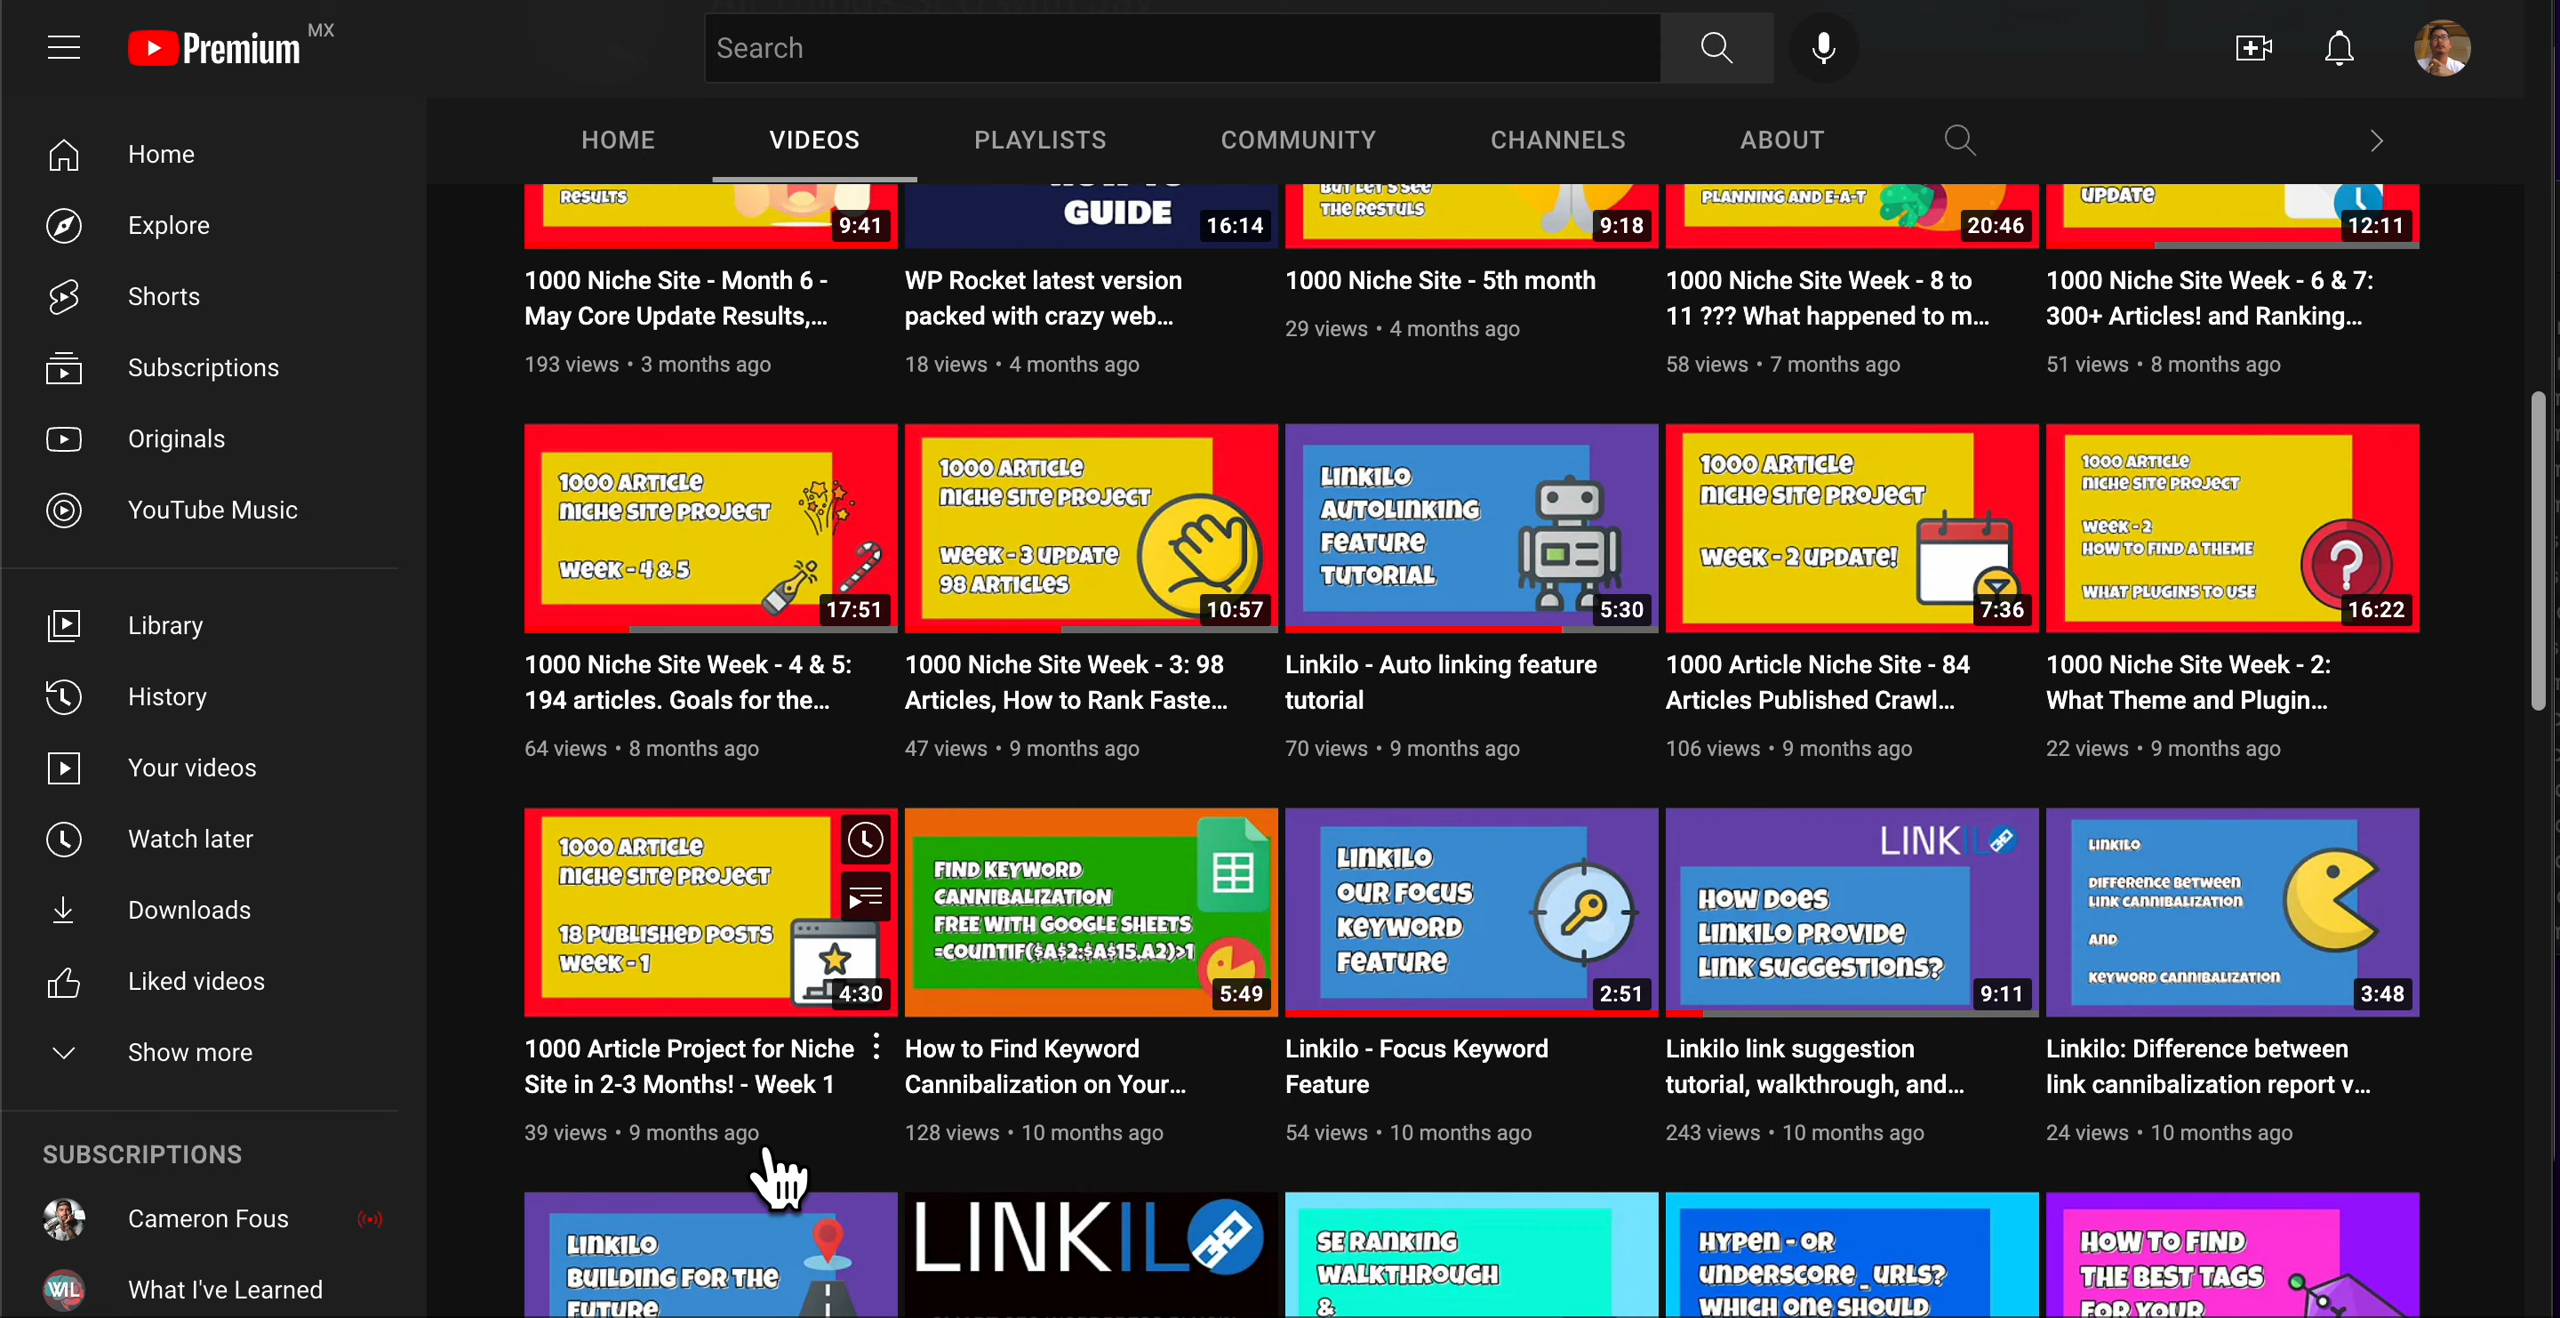 Premium MX
Search
Home
Explore
Shorts
Subscriptions
Originals
YouTube Music
Library
History
Your videos
Watch later
Downloads
Liked videos
Show more
SUBSCRIPTIONS
Cameron Fous
WIL
What I've Learned
HOME VIDEOS PLAYLISTS COMMUNITY CHANNELS ABOUT
RESULTS
9:41
1000 Niche Site - Month 6 -
May Core Update Results,...
193 views • 3 months ago
GUIDE
16:14
WP Rocket latest version
packed with crazy web...
18 views • 4 months ago
BUT LET'S SEE
THE RESTULS
9:18
1000 Niche Site - 5th month
29 views • 4 months ago
PLANNING AND E-A-T
20:46
1000 Niche Site Week - 8 to
11 ??? What happened to m...
58 views • 7 months ago
UPDATE
12:11
1000 Niche Site Week - 6 & 7:
300+ Articles! and Ranking...
51 views • 8 months ago
1000 ARTICLE
NICHE SITE PROJECT
WEEK - 4 & 5
17:51
1000 Niche Site Week - 4 & 5:
194 articles. Goals for the...
64 views • 8 months ago
1000 ARTICLE
NICHE SITE PROJECT
WEEK - 3 UPDATE
98 ARTICLES
10:57
1000 Niche Site Week - 3: 98
Articles, How to Rank Faste...
47 views • 9 months ago
LINKILO
AUTOLINKING
FEATURE
TUTORIAL
5:30
Linkilo - Auto linking feature
tutorial
70 views • 9 months ago
1000 ARTICLE
NICHE SITE PROJECT
WEEK - 2 UPDATE!
7:36
1000 Article Niche Site - 84
Articles Published Crawl...
106 views • 9 months ago
1000 ARTICLE
NICHE SITE PROJECT
WEEK - 2
HOW TO FIND A THEME
WHAT PLUGINS TO USE
?
16:22
1000 Niche Site Week - 2:
What Theme and Plugin...
22 views • 9 months ago
1000 ARTICLE
NICHE SITE PROJECT
18 PUBLISHED POSTS
WEEK - 1
4:30
1000 Article Project for Niche
Site in 2-3 Months! - Week 1
39 views • 9 months ago
FIND KEYWORD
CANNIBALIZATION
FREE WITH GOOGLE SHEETS
=COUNTIF($A$2:$A$15,A2)>1
5:49
How to Find Keyword
Cannibalization on Your...
128 views • 10 months ago
LINKILO
OUR FOCUS
KEYWORD
FEATURE
2:51
Linkilo - Focus Keyword
Feature
54 views • 10 months ago
LINKIL
HOW DOES
LINKILO PROVIDE
LINK SUGGESTIONS?
9:11
Linkilo link suggestion
tutorial, walkthrough, and...
243 views • 10 months ago
LINKILO
DIFFERENCE BETWEEN
LINK CANNIBALIZATION
AND
KEYWORD CANNIBALIZATION
3:48
Linkilo: Difference between
link cannibalization report v...
24 views • 10 months ago
LINKILO
BUILDING FOR THE
FUTURE
LINKIL
SE RANKING
WALKTHROUGH
&
HYPEN - OR
UNDERSCORE _ URLS?
WHICH ONE SHOULD
HOW TO FIND
THE BEST TAGS
FOR YOUR